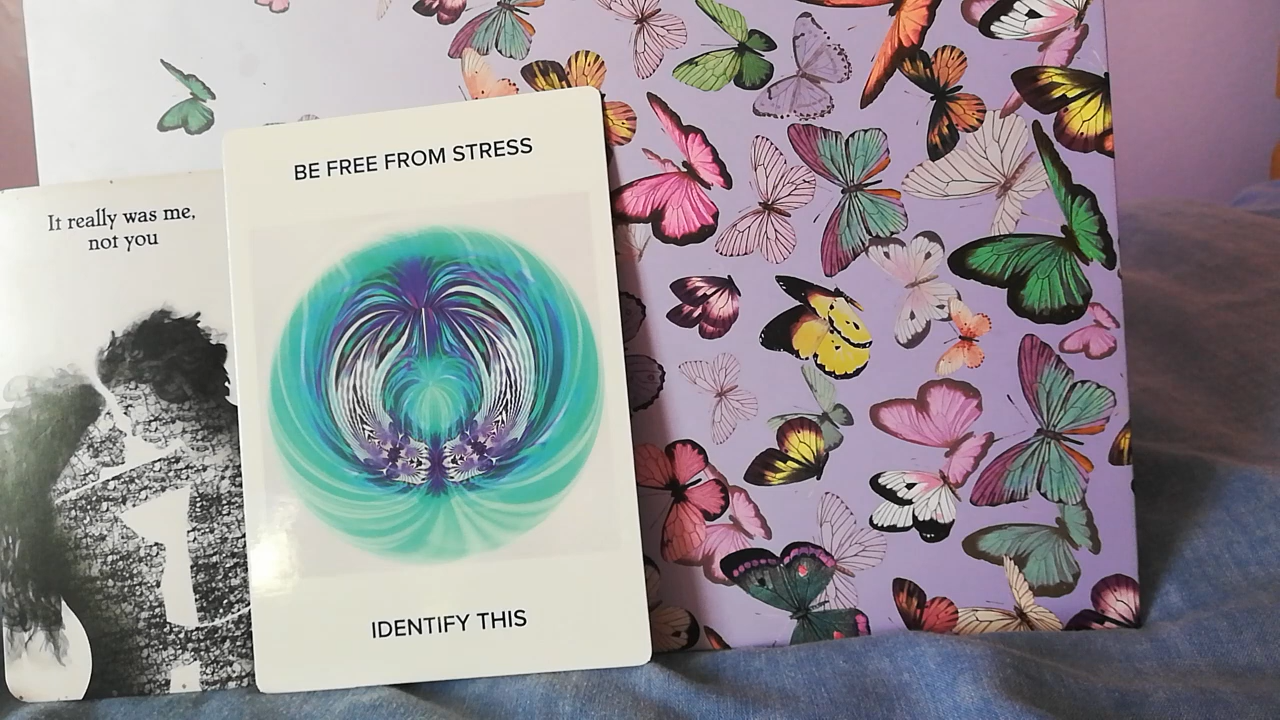 It really was me,
not you
BE FREE FROM STRESS
IDENTIFY THIS